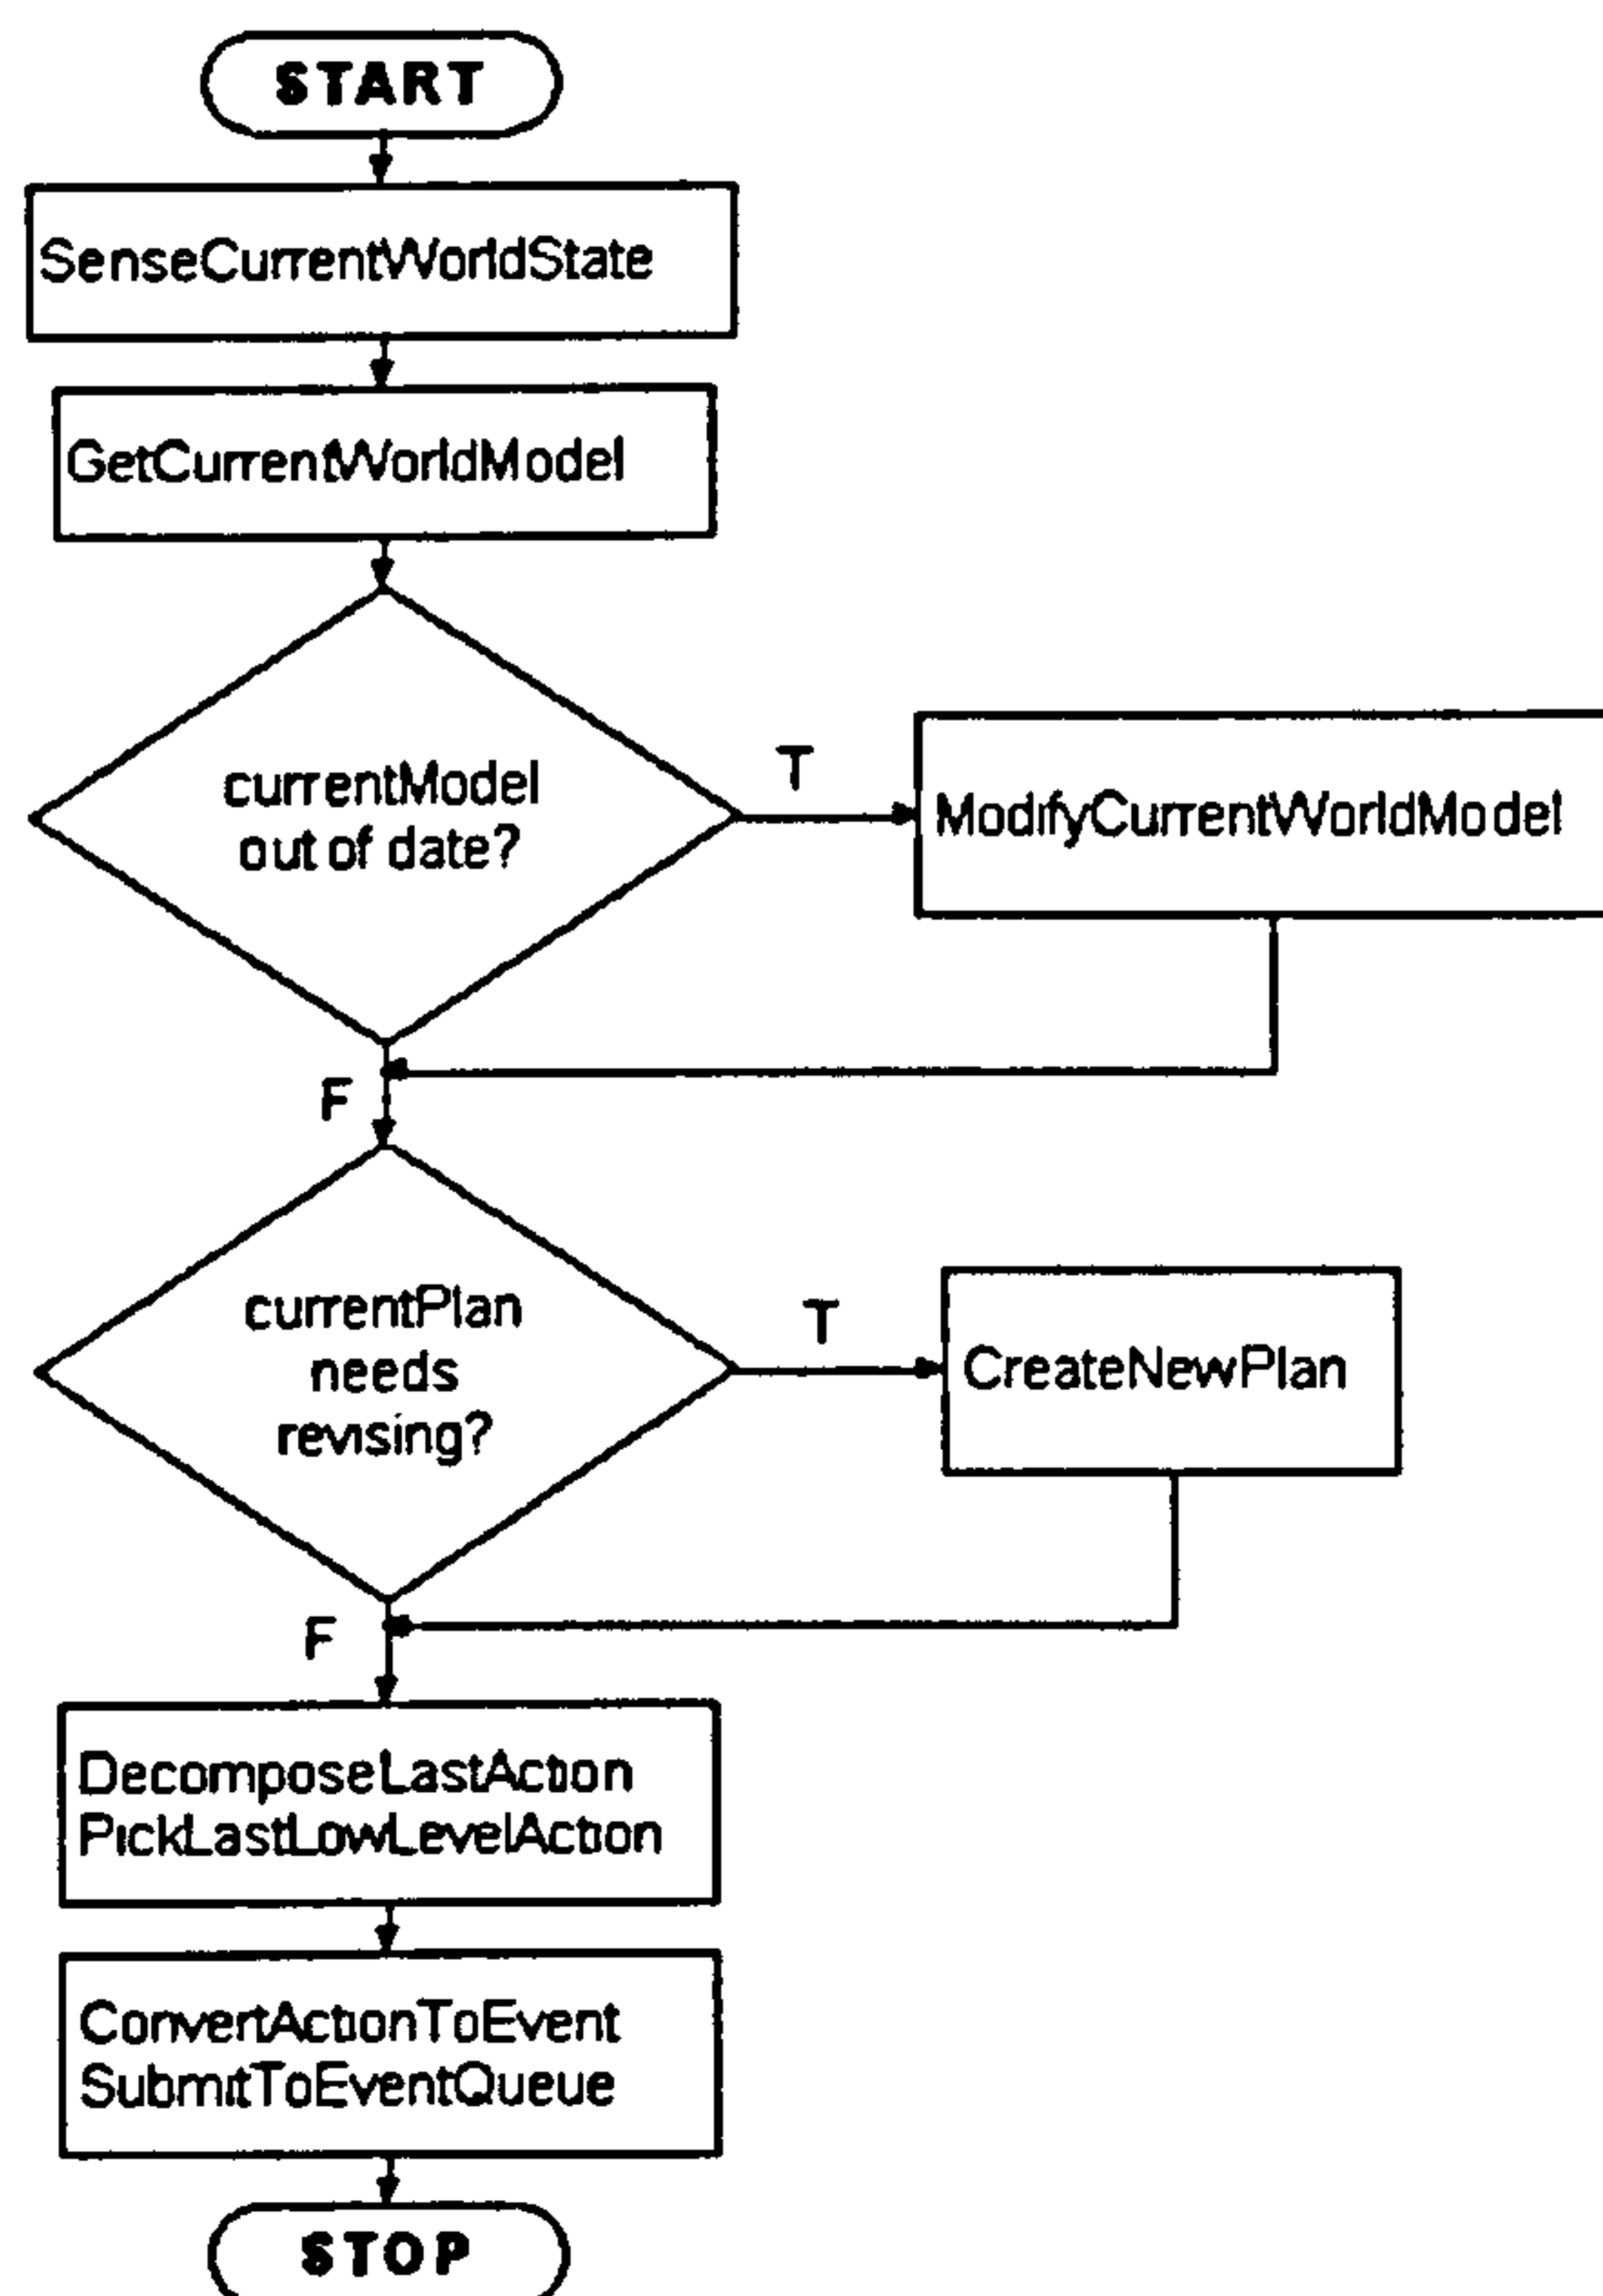 START
SenseCurrentWorldState
GetCurrentWorldModel
currentModel
out of date?
T
ModifyCurrentWorldModel
F
currentPlan
needs
revising?
T
CreateNewPlan
F
DecomposeLastAction
PickLastLowLevelAction
ConvertActionToEvent
SubmitToEventQueue
STOP